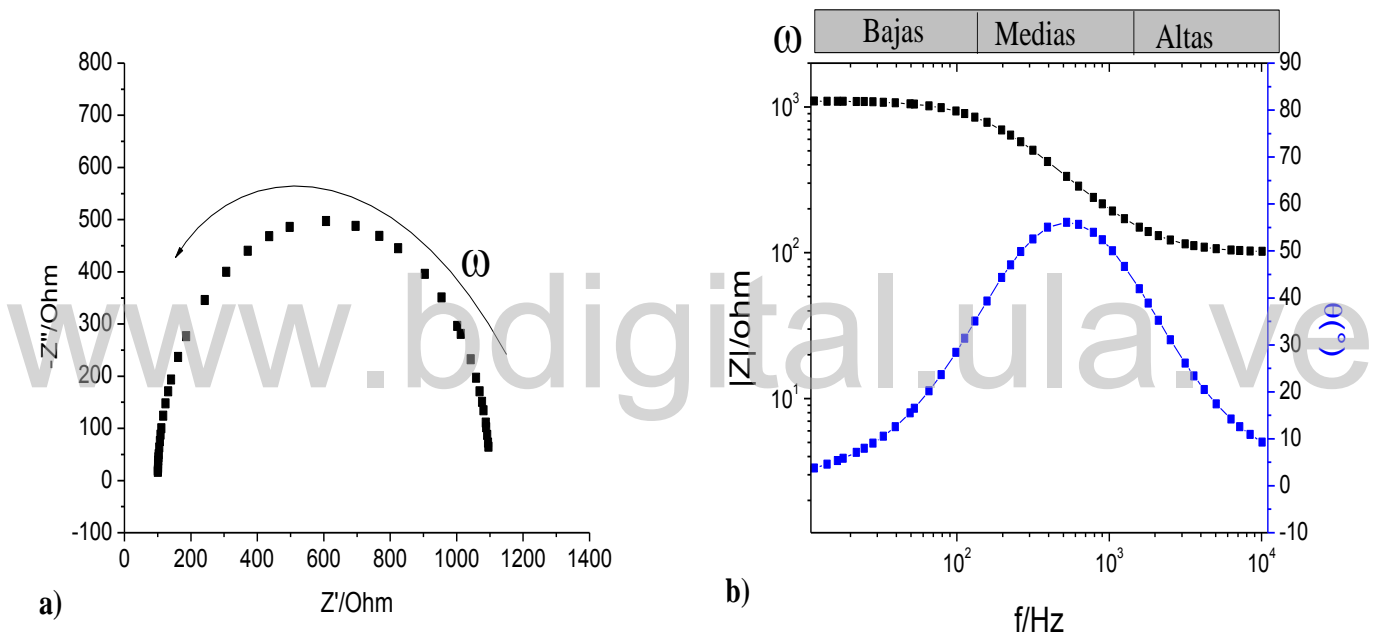 800
700
600
500
400
300
200
100
0
-100
-Z''/Ohm
0 200 400 600 800 1000 1200 1400
Z'/Ohm
ω
a)
ω Bajas Medias Altas
10³
10²
10¹
|Z|/ohm
90
80
70
60
50
40
30
20
10
0
-10
θ(°)
10² 10³ 10⁴
f/Hz
b)
www.bdigital.ula.ve